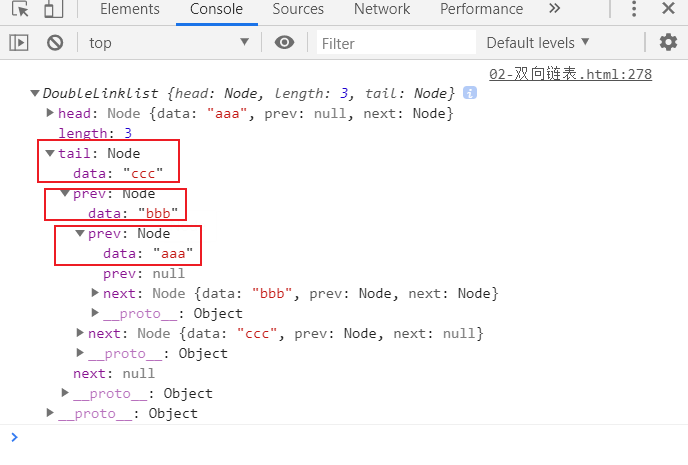 Elements Console Sources Network Performance »
top Filter Default levels
02-双向链表.html:278
DoubleLinklist {head: Node, length: 3, tail: Node}
head: Node {data: "aaa", prev: null, next: Node}
length: 3
tail: Node
data: "ccc"
prev: Node
data: "bbb"
prev: Node
data: "aaa"
prev: null
next: Node {data: "bbb", prev: Node, next: Node}
__proto__: Object
next: Node {data: "ccc", prev: Node, next: null}
__proto__: Object
next: null
__proto__: Object
__proto__: Object